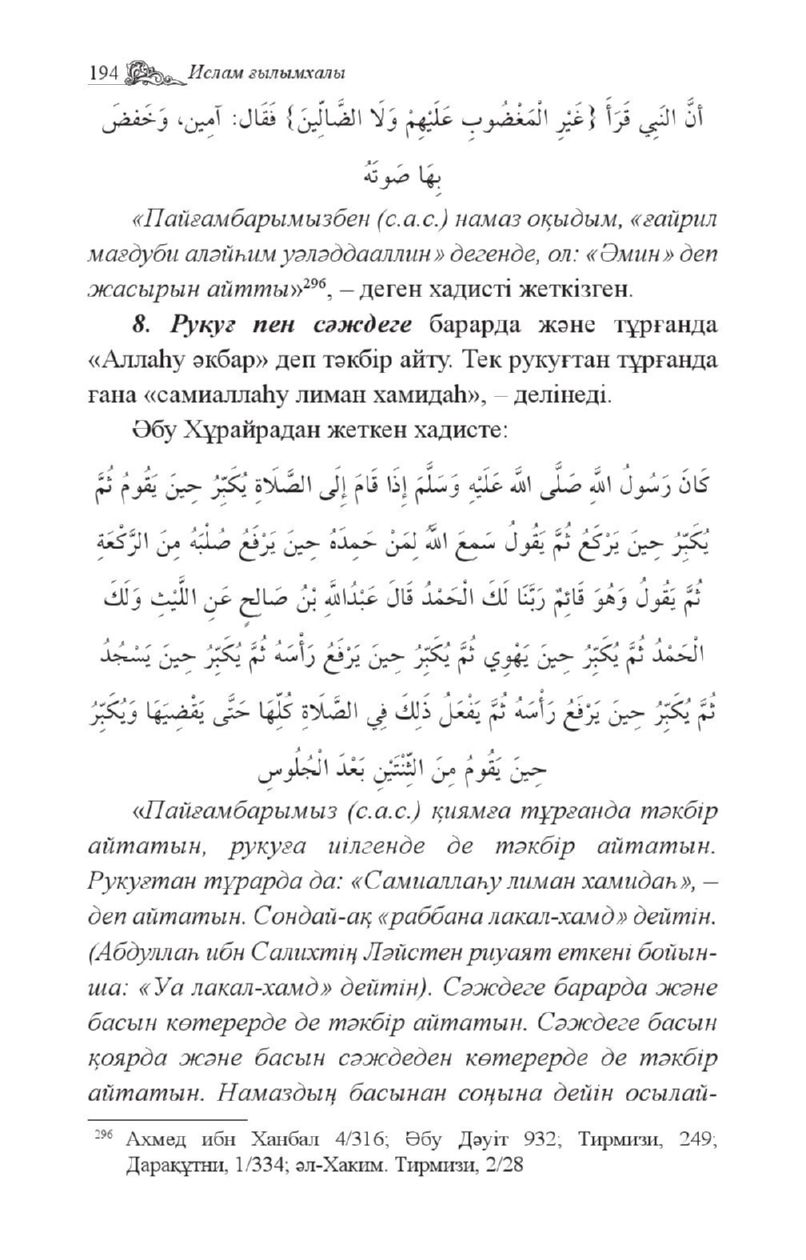 194 Ислам ғылымхалы
أَنَّ النَبِي قَرَأَ {غَيْرِ الْمَغْضُوبِ عَلَيْهِمْ وَلَا الضَّالِّينَ} فَقَال: آمِين، وَخَفضَ
بِهَا صَوتَهُ
«Пайғамбарымызбен (с.а.с.) намаз оқыдым, «ғайрил
мағдуби аләйһим уәләддааллин» дегенде, ол: «Әмин» деп
жасырын айтты»²⁹⁶, – деген хадисті жеткізген.
8. Рукуғ пен сәждеге барарда және тұрғанда
«Аллаһу әкбар» деп тәкбір айту. Тек рукуғтан тұрғанда
ғана «самиаллаһу лиман хамидаһ», – делінеді.
Әбу Хұрайрадан жеткен хадисте:
كَانَ رَسُولُ اللهِ صَلَّى اللهُ عَلَيْهِ وَسَلَّمَ إِذَا قَامَ إِلَى الصَّلَاةِ يُكَبِّرُ حِينَ يَقُومُ ثُمَّ
يُكَبِّرُ حِينَ يَرْكَعُ ثُمَّ يَقُولُ سَمِعَ اللهُ لِمَنْ حَمِدَهُ حِينَ يَرْفَعُ صُلْبَهُ مِنَ الرَّكْعَةِ
ثُمَّ يَقُولُ وَهُوَ قَائِمٌ رَبَّنَا لَكَ الْحَمْدُ قَالَ عَبْدُاللهِ بْنُ صَالِحٍ عَنِ اللَّيْثِ وَلَكَ
الْحَمْدُ ثُمَّ يُكَبِّرُ حِينَ يَهْوِي ثُمَّ يُكَبِّرُ حِينَ يَرْفَعُ رَأْسَهُ ثُمَّ يُكَبِّرُ حِينَ يَسْجُدُ
ثُمَّ يُكَبِّرُ حِينَ يَرْفَعُ رَأْسَهُ ثُمَّ يَفْعَلُ ذَلِكَ فِي الصَّلَاةِ كُلِّهَا حَتَّى يَقْضِيَهَا وَيُكَبِّرُ
حِينَ يَقُومُ مِنَ الثِّنْتَيْنِ بَعْدَ الْجُلُوسِ
«Пайғамбарымыз (с.а.с.) қиямға тұрғанда тәкбір
айтатын, рукуға иілгенде де тәкбір айтатын.
Рукуғтан тұрарда да: «Самиаллаһу лиман хамидаһ», –
деп айтатын. Сондай-ақ «раббана лакал-хамд» дейтін.
(Абдуллаһ ибн Салихтің Ләйстен риуаят еткені бойын-
ша: «Уа лакал-хамд» дейтін). Сәждеге барарда және
басын көтерерде де тәкбір айтатын. Сәждеге басын
қоярда және басын сәждеден көтерерде де тәкбір
айтатын. Намаздың басынан соңына дейін осылай-
²⁹⁶ Ахмед ибн Ханбал 4/316; Әбу Дәуіт 932; Тирмизи, 249;
Дарақұтни, 1/334; әл-Хаким. Тирмизи, 2/28